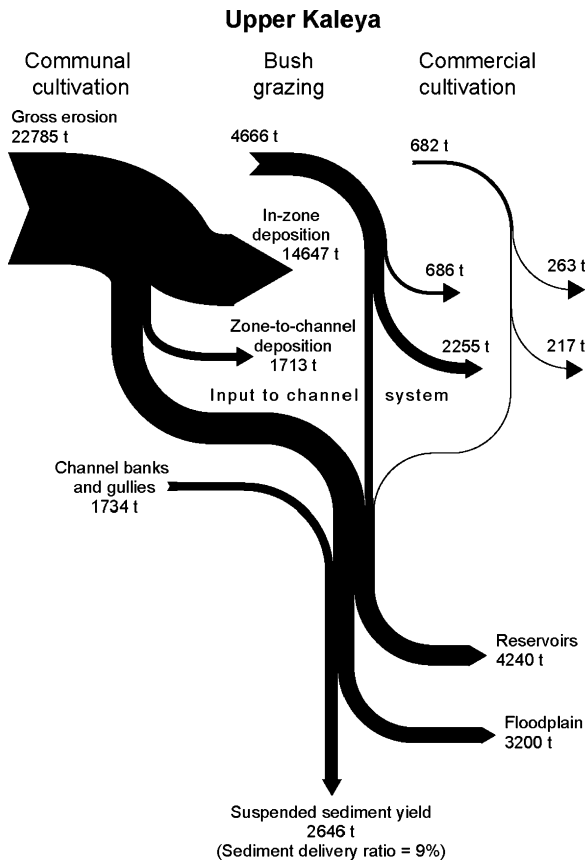 Upper Kaleya
Communal
cultivation
Bush
grazing
Commercial
cultivation
Gross erosion
22785 t
4666 t
682 t
In-zone
deposition
14647 t
686 t
263 t
Zone-to-channel
deposition
1713 t
2255 t
217 t
Input to channel system
Channel banks
and gullies
1734 t
Reservoirs
4240 t
Floodplain
3200 t
Suspended sediment yield
2646 t
(Sediment delivery ratio = 9%)